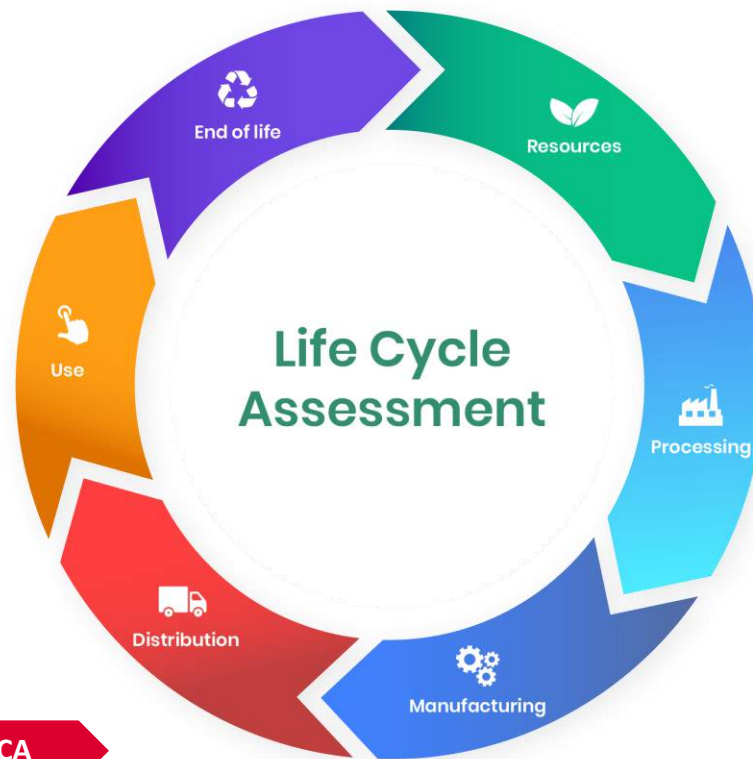 End of life
Resources
Life Cycle
Assessment
Use
Processing
Distribution
Manufacturing
CA